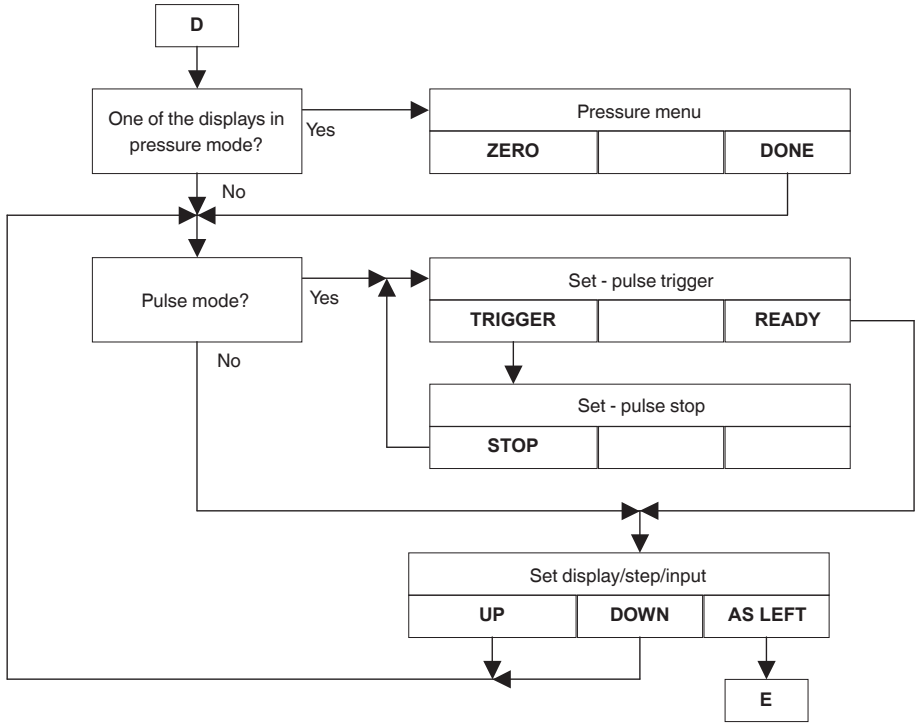 D
One of the displays in
pressure mode?
Yes
Pressure menu
ZERO DONE
No
Pulse mode?
Yes
Set - pulse trigger
TRIGGER READY
No
Set - pulse stop
STOP
Set display/step/input
UP DOWN AS LEFT
E